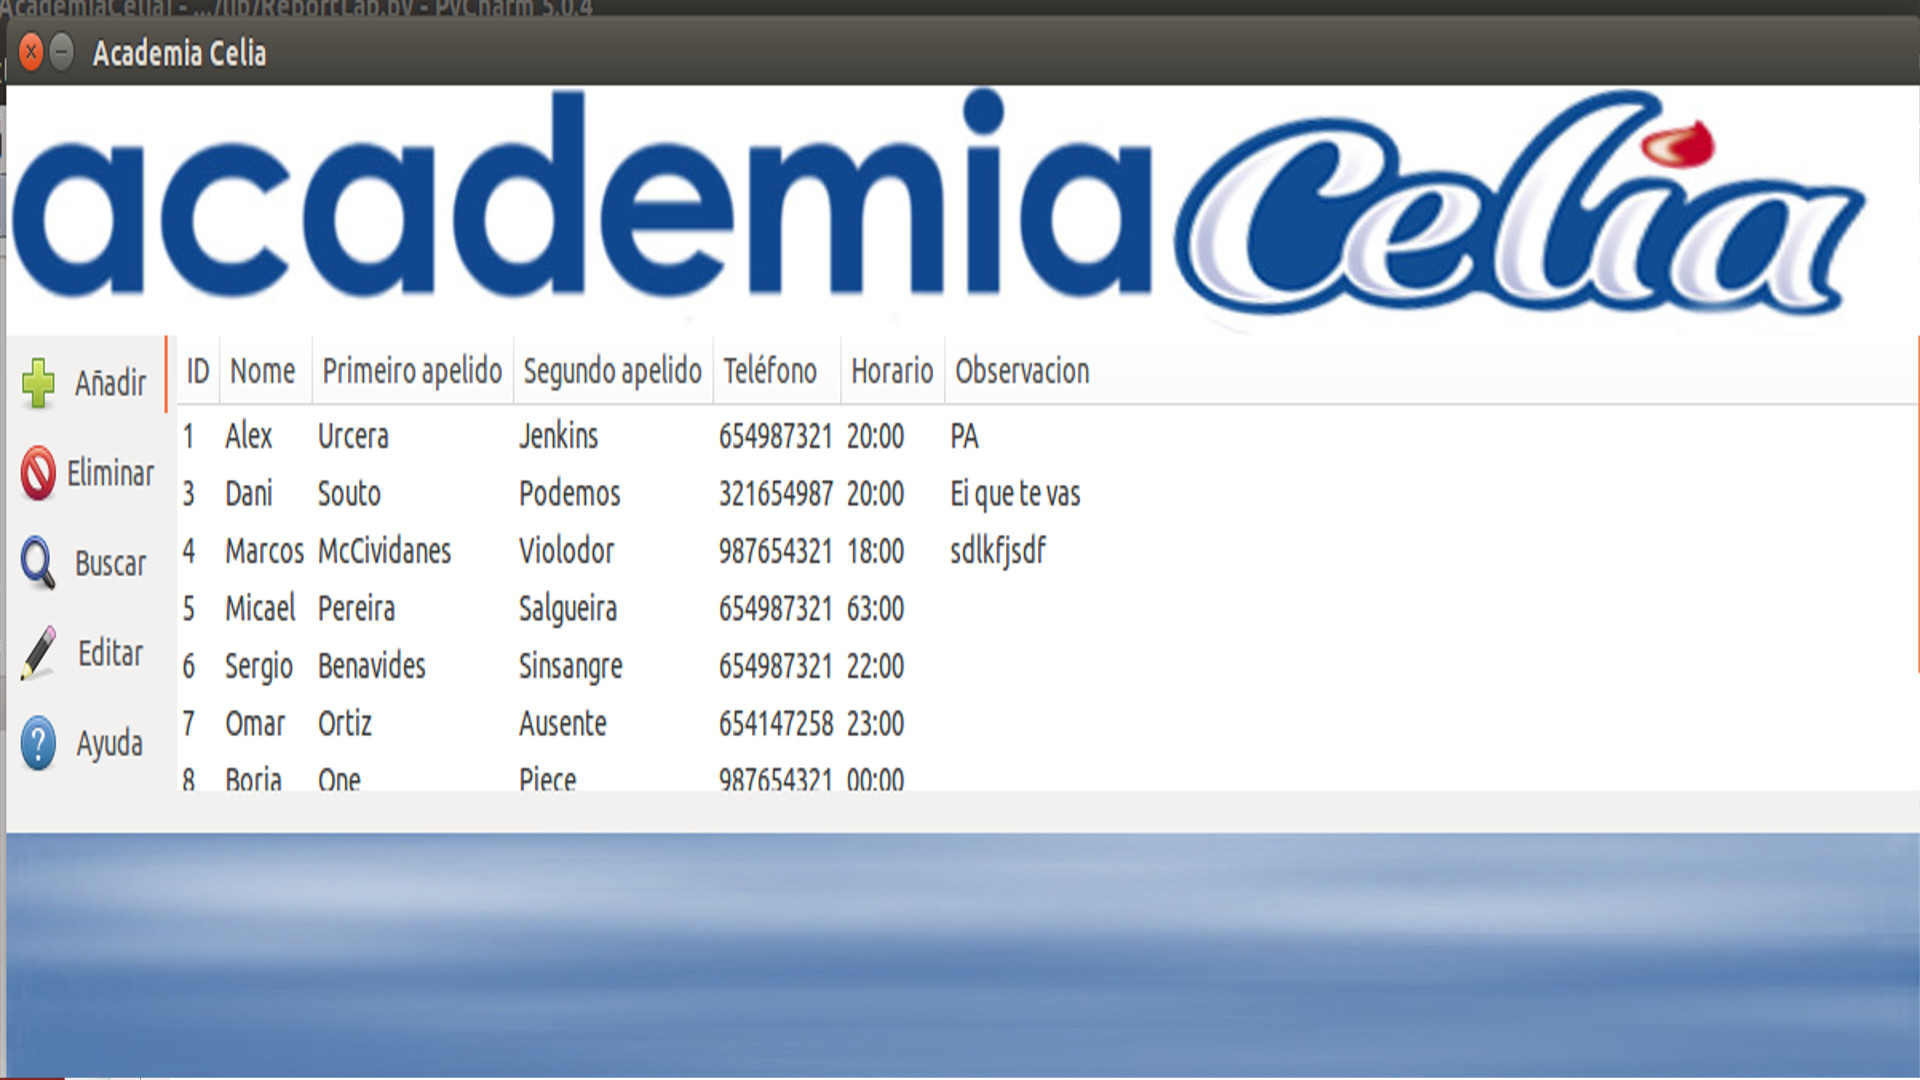 AcademiaCelia] - .../lib/ReportLab.py - PyCharm 5.0.4
Academia Celia
academia Celia
Añadir
Eliminar
Buscar
Editar
Ayuda
ID Nome Primeiro apelido Segundo apelido Teléfono Horario Observacion
1 Alex Urcera Jenkins 654987321 20:00 PA
3 Dani Souto Podemos 321654987 20:00 Ei que te vas
4 Marcos McCividanes Violodor 987654321 18:00 sdlkfjsdf
5 Micael Pereira Salgueira 654987321 63:00
6 Sergio Benavides Sinsangre 654987321 22:00
7 Omar Ortiz Ausente 654147258 23:00
8 Borja One Piece 987654321 00:00